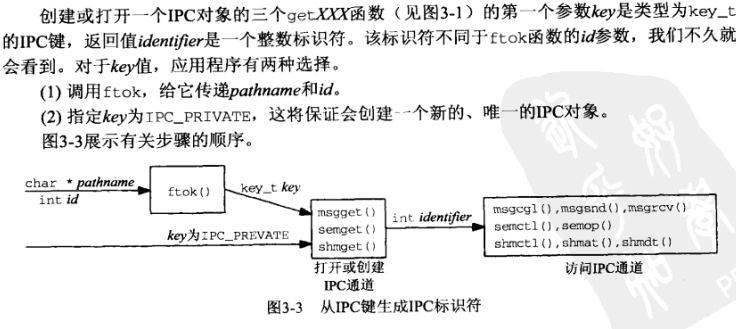 创建或打开一个IPC对象的三个getXXX函数（见图3-1）的第一个参数key是类型为key_t
的IPC键，返回值identifier是一个整数标识符。该标识符不同于ftok函数的id参数，我们不久就
会看到。对于key值，应用程序有两种选择。
(1) 调用ftok，给它传递pathname和id。
(2) 指定key为IPC_PRIVATE，这将保证会创建一个新的、唯一的IPC对象。
图3-3展示有关步骤的顺序。
char * pathname
int id
ftok()
key_t key
key为IPC_PREVATE
msgget()
semget()
shmget()
打开或创建
IPC通道
int identifier
msgcgl(),msgsnd(),msgrcv()
semctl(),semop()
shmctl(),shmat(),shmdt()
访问IPC通道
图3-3 从IPC键生成IPC标识符